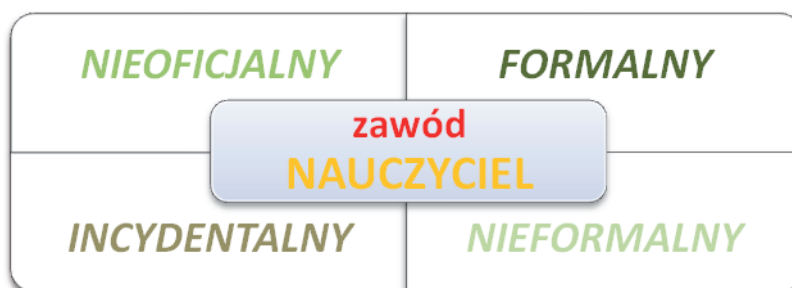 NIEOFICJALNY
FORMALNY
zawód
NAUCZYCIEL
INCYDENTALNY
NIEFORMALNY